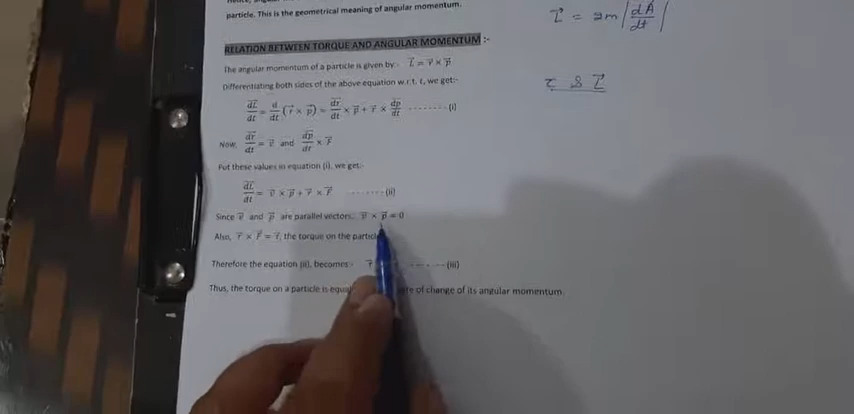 particle. This is the geometrical meaning of angular momentum.
L⃗ = 2m |dA⃗/dt|
RELATION BETWEEN TORQUE AND ANGULAR MOMENTUM :-
τ & L⃗
The angular momentum of a particle is given by:- L⃗ = r⃗ × p⃗
Differentiating both sides of the above equation w.r.t. t, we get:-
dL⃗/dt = d/dt (r⃗ × p⃗) = dr⃗/dt × p⃗ + r⃗ × dp⃗/dt -------- (i)
Now, dr⃗/dt = v⃗ and dp⃗/dt × F⃗
Put these values in equation (i), we get:-
dL⃗/dt = v⃗ × p⃗ + r⃗ × F⃗ -------- (ii)
Since v⃗ and p⃗ are parallel vectors. v⃗ × p⃗ = 0
Also, r⃗ × F⃗ = τ⃗, the torque on the
Therefore the equation (ii), becomes:- τ⃗ -------- (iii)
Thus, the torque on a particle is of change of its angular momentum.